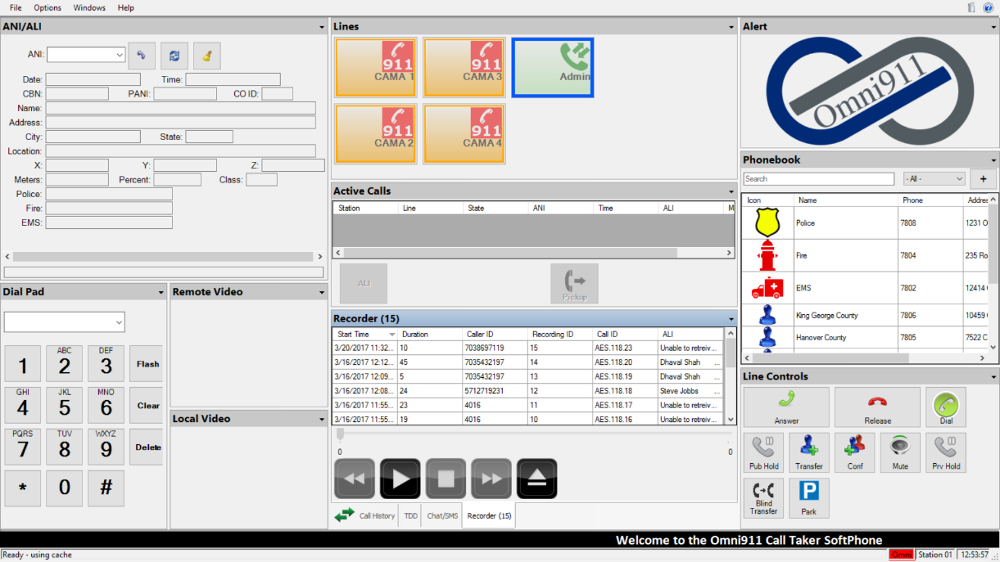 File Options Windows Help
ANI/ALI
ANI:
Date: Time:
CBN: PANI: CO ID:
Name:
Address:
City: State:
Location:
X: Y: Z:
Meters: Percent: Class:
Police:
Fire:
EMS:
Dial Pad
1
ABC
2
DEF
3
Flash
GHI
4
JKL
5
MNO
6
Clear
PQRS
7
TUV
8
WXYZ
9
Delete
*
0
#
Remote Video
Local Video
Lines
911
CAMA 1
911
CAMA 3
Admin
911
CAMA 2
911
CAMA 4
Active Calls
Station Line State ANI Time ALI M
ALI
Pickup
Recorder (15)
Start Time Duration Caller ID Recording ID Call ID ALI
3/20/2017 11:32... 10 7038697119 15 AES.118.23 Unable to retreiv...
3/16/2017 12:12... 45 7035432197 14 AES.118.20 Dhaval Shah ...
3/16/2017 12:09... 5 7035432197 13 AES.118.19 Dhaval Shah ...
3/16/2017 12:08... 24 5712719231 12 AES.118.18 Steve Jobbs ...
3/16/2017 11:55... 23 4016 11 AES.118.17 Unable to retreiv...
3/16/2017 11:55... 19 4016 10 AES.118.16 Unable to retreiv...
0 0
Call History TDD Chat/SMS Recorder (15)
Alert
Omni911
Phonebook
Search - All - +
Icon Name Phone Addres
Police 7808 1231 O
Fire 7804 235 Ro
EMS 7802 12414
King George County 7806 10459
Hanover County 7805 7522 C
Line Controls
Answer Release Dial
Pub Hold Transfer Conf Mute Prv Hold
Blind
Transfer
P
Park
Welcome to the Omni911 Call Taker SoftPhone
Ready - using cache Omni Station 01 12:53:57